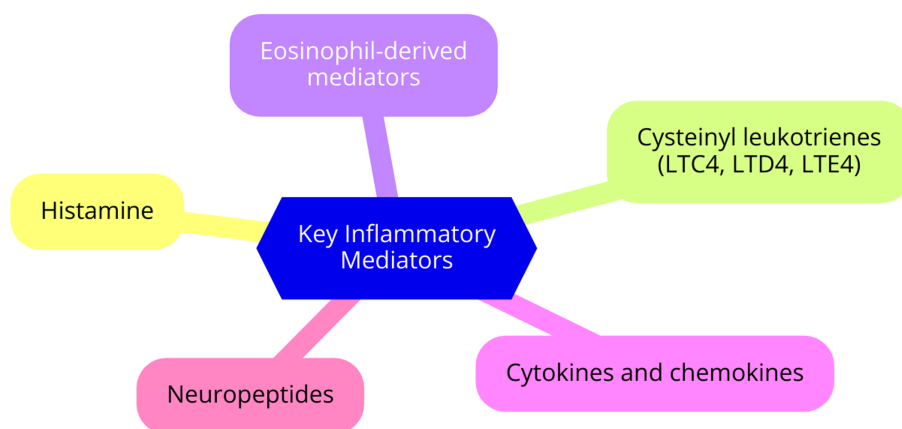 Eosinophil-derived
mediators
Cysteinyl leukotrienes
(LTC4, LTD4, LTE4)
Histamine
Key Inflammatory
Mediators
Cytokines and chemokines
Neuropeptides